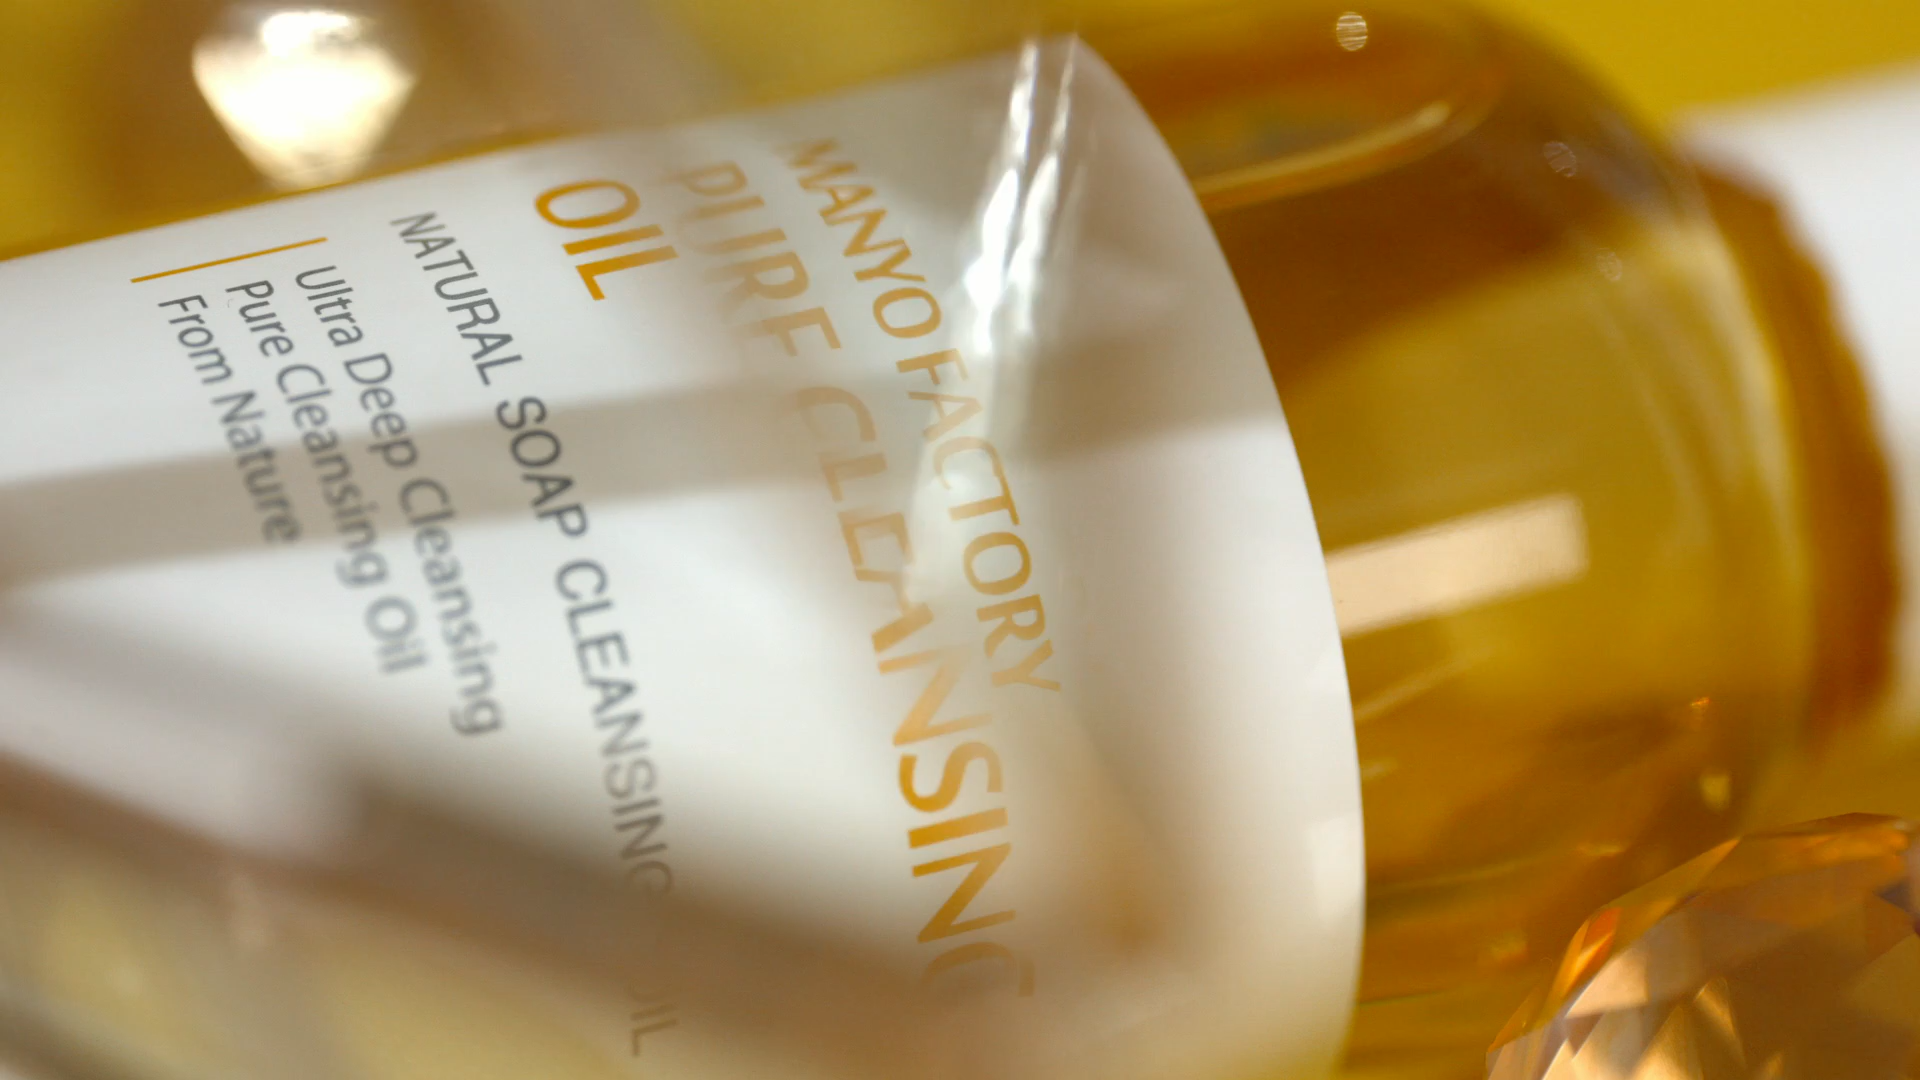 MANYO FACTORY
PURE CLEANSING
OIL
NATURAL SOAP CLEANSING OIL
Ultra Deep Cleansing
Pure Cleansing Oil
From Nature